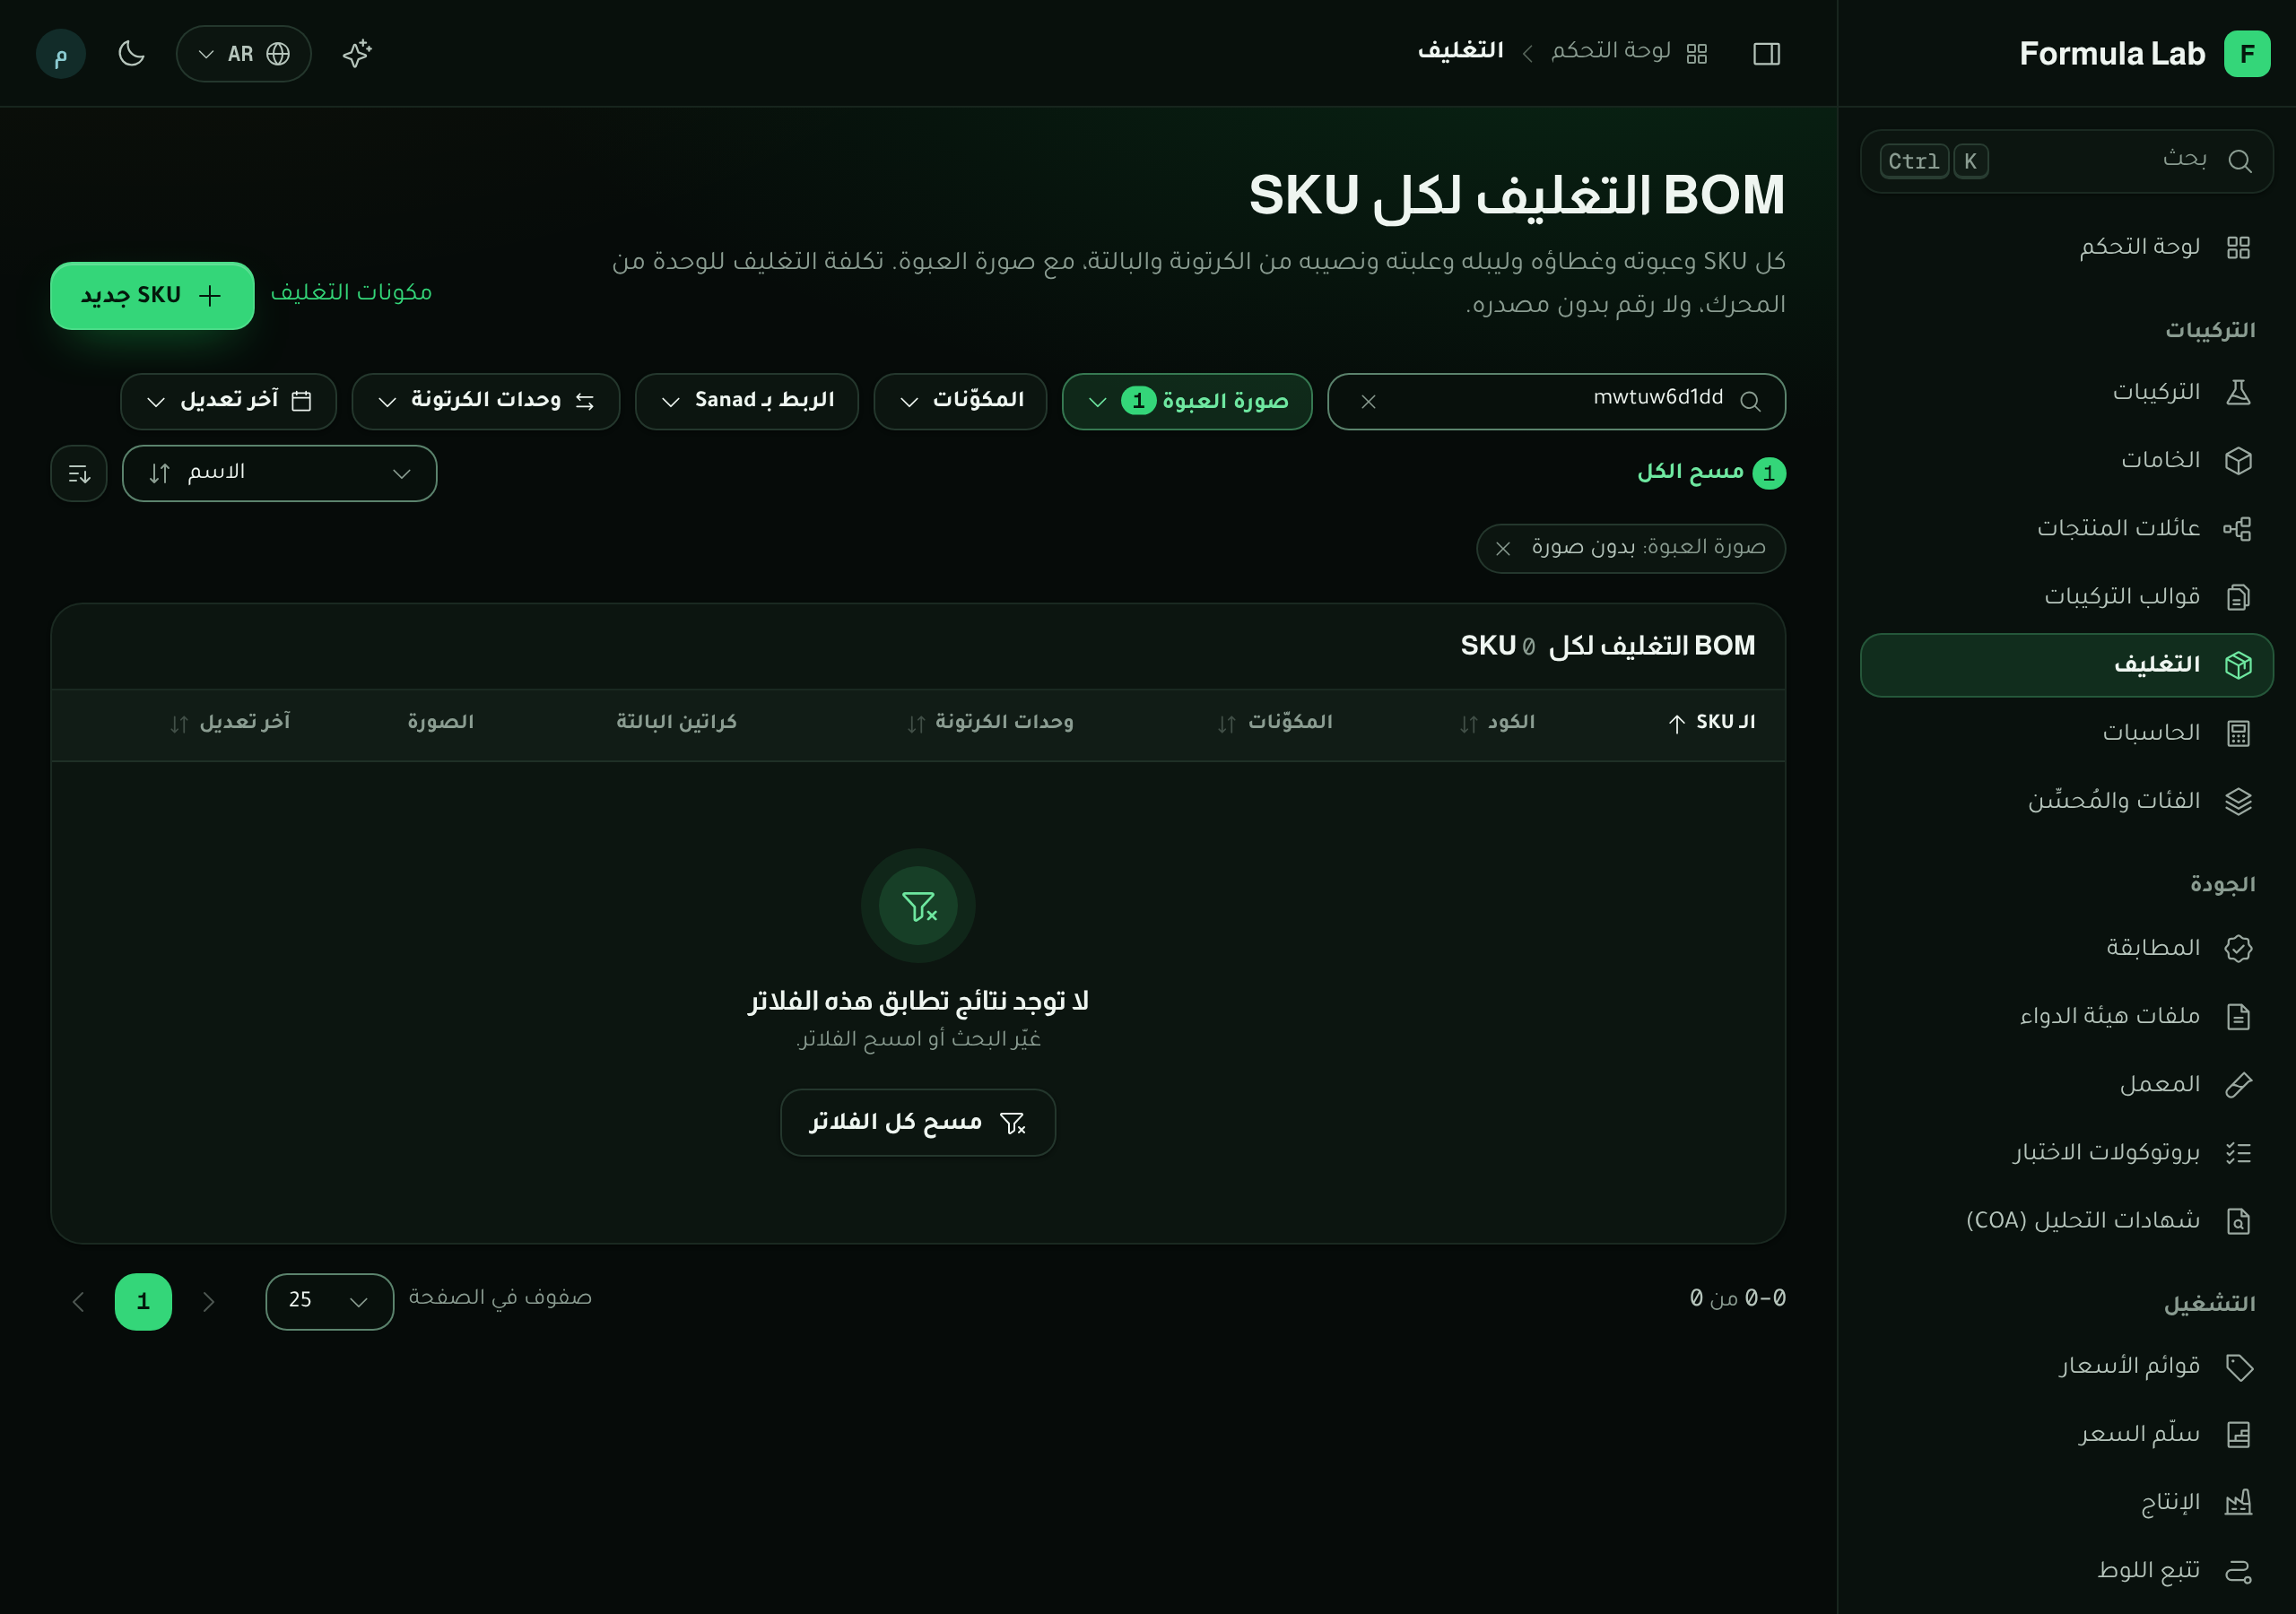 F Formula Lab
لوحة التحكم
التغليف
AR
م
بحث
Ctrl K
لوحة التحكم
التركيبات
التركيبات
الخامات
عائلات المنتجات
قوالب التركيبات
التغليف
الحاسبات
الفئات والمُحسِّن
الجودة
المطابقة
ملفات هيئة الدواء
المعمل
بروتوكولات الاختبار
شهادات التحليل (COA)
التشغيل
قوائم الأسعار
سلّم السعر
الإنتاج
تتبع اللوط
BOM التغليف لكل SKU
كل SKU وعبوته وغطاؤه وليبله وعلبته ونصيبه من الكرتونة والبالتة، مع صورة العبوة. تكلفة التغليف للوحدة من
المحرك، ولا رقم بدون مصدره.
مكونات التغليف
SKU جديد
mwtuw6d1dd
صورة العبوة 1
المكوّنات
الربط بـ Sanad
وحدات الكرتونة
آخر تعديل
1 مسح الكل
الاسم
صورة العبوة: بدون صورة
BOM التغليف لكل SKU 0
الـ SKU
الكود
المكوّنات
وحدات الكرتونة
كراتين البالتة
الصورة
آخر تعديل
لا توجد نتائج تطابق هذه الفلاتر
غيّر البحث أو امسح الفلاتر.
مسح كل الفلاتر
0–0 من 0
صفوف في الصفحة
25
1